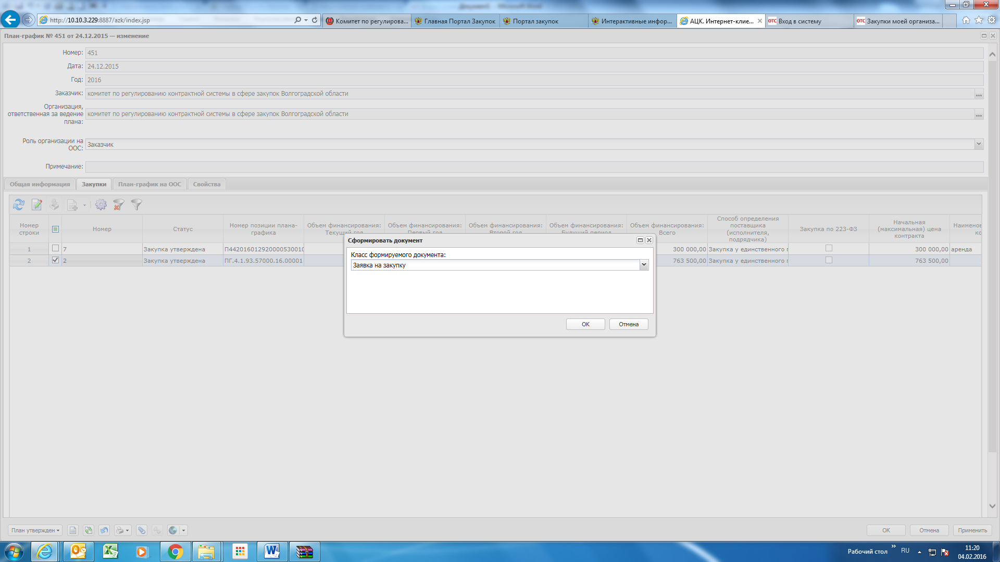 http://10.10.3.229:8887/azk/index.jsp
Комитет по регулирова...
Главная Портал Закупок
Портал закупок
Интерактивные инфор...
АЦК. Интернет-клие...
отс Вход в систему
отс Закупки моей организа...
План-график № 451 от 24.12.2015 — изменение
Номер: 451
Дата: 24.12.2015
Год: 2016
Заказчик: комитет по регулированию контрактной системы в сфере закупок Волгоградской области
Организация, ответственная за ведение плана: комитет по регулированию контрактной системы в сфере закупок Волгоградской области
Роль организации на ООС: Заказчик
Примечание:
Общая информация Закупки План-график на ООС Свойства
Номер строки
Номер
Статус
Номер позиции плана-графика
Объем финансирования: Текущий год
Объем финансирования: Первый год
Объем финансирования: Второй год
Объем финансирования: Будущий период
Объем финансирования: Всего
Способ определения поставщика (исполнителя, подрядчика)
Закупка по 223-ФЗ
Начальная (максимальная) цена контракта
Наименов
ко
1 7 Закупка утверждена П442016012920000530010 300 000,00 Закупка у единственного 300 000,00 аренда
2 2 Закупка утверждена ПГ.4.1.93.57000.16.00001 763 500,00 Закупка у единственного 763 500,00
Сформировать документ
Класс формируемого документа:
Заявка на закупку
ОК Отмена
План утвержден
ОК Отмена Применить
Рабочий стол » RU
11:20
04.02.2016